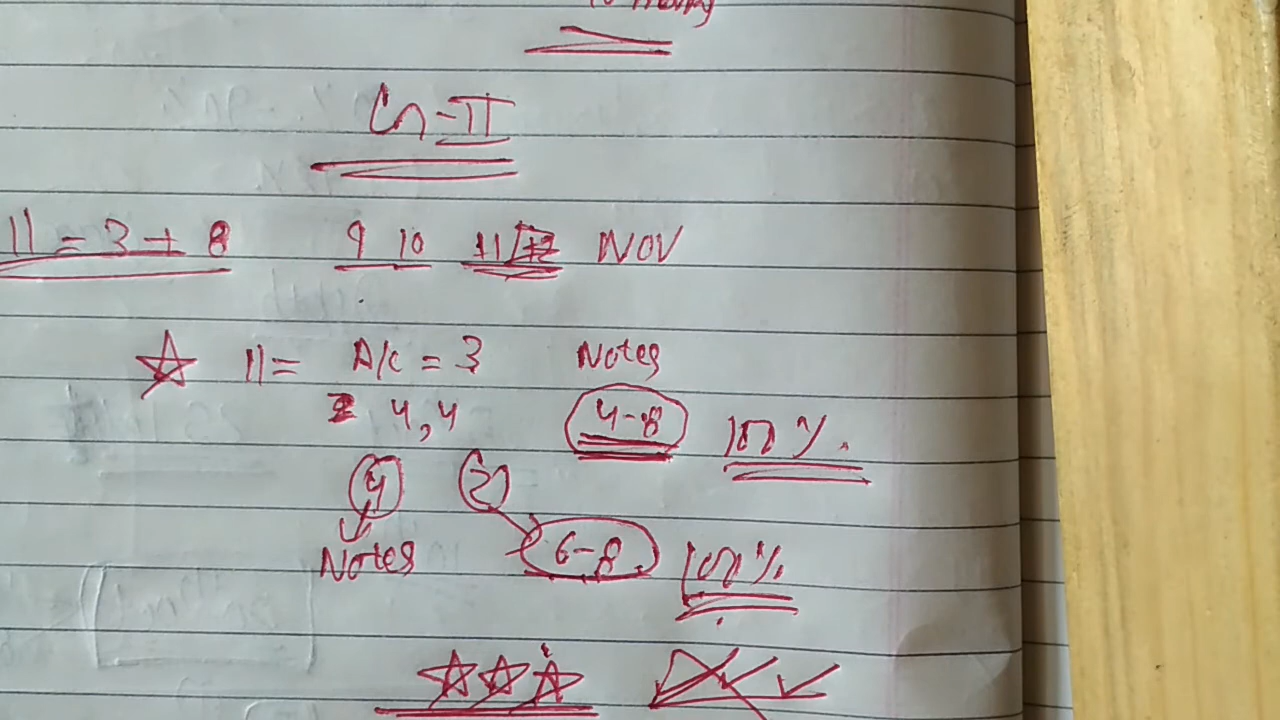 Gr-II
11 = 3 + 8 9 10 11/12 NOV
11 = A/c = 3 Notes
4, 4 4-8 100%.
4 2
Notes 6-8 100%.